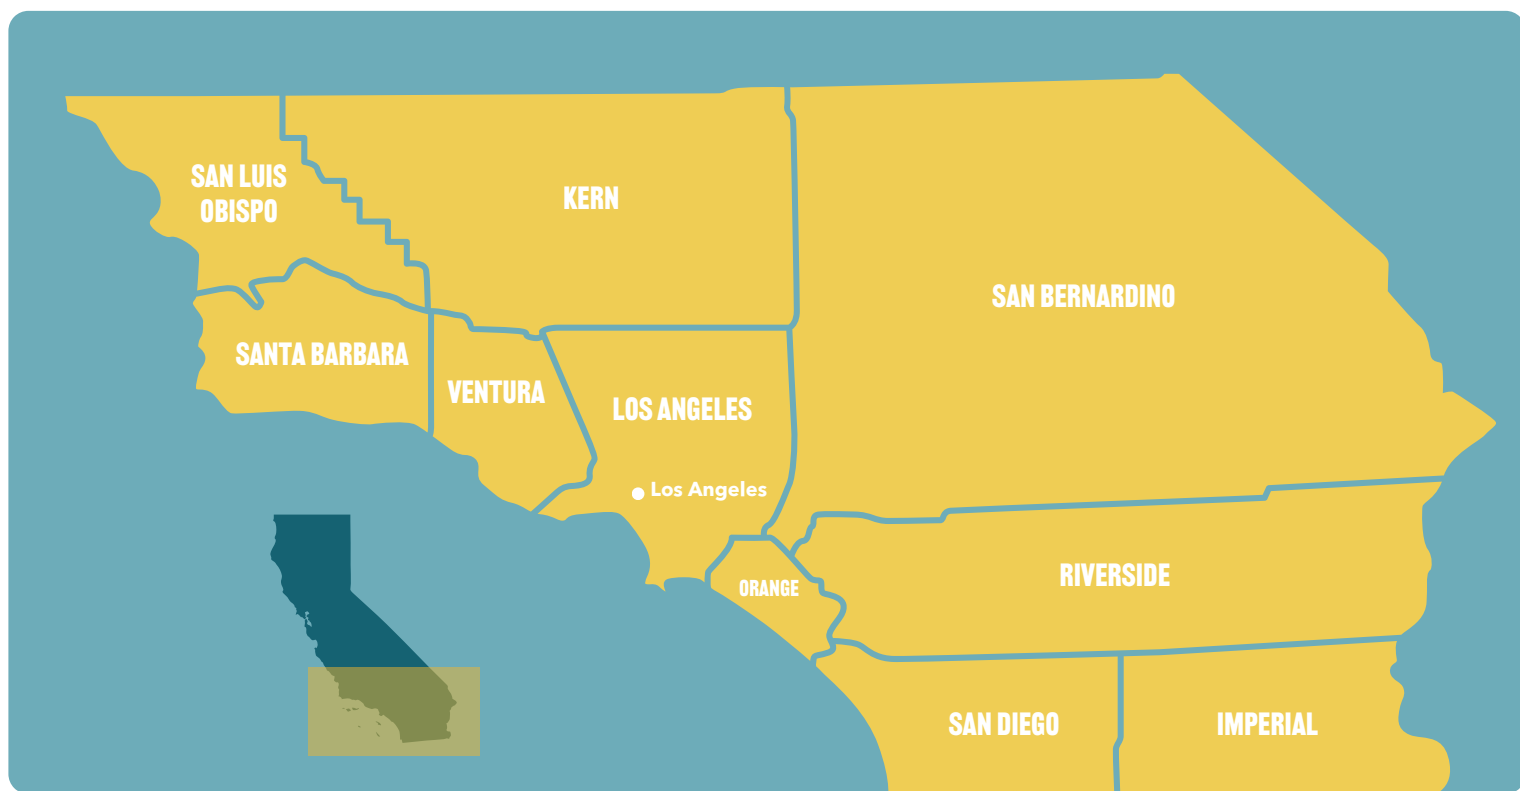 SAN LUIS
OBISPO
KERN
SAN BERNARDINO
SANTA BARBARA
VENTURA
LOS ANGELES
Los Angeles
RIVERSIDE
ORANGE
SAN DIEGO
IMPERIAL